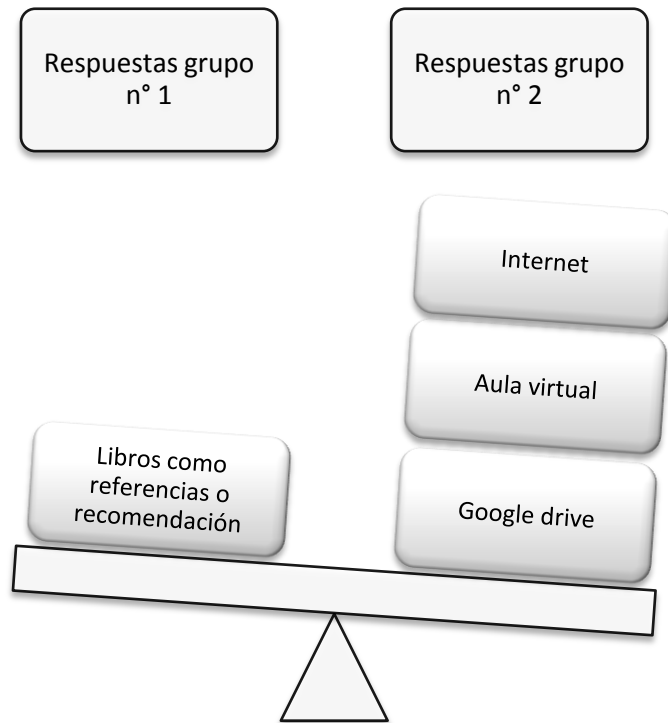 Respuestas grupo
n° 1
Respuestas grupo
n° 2
Internet
Aula virtual
Libros como
referencias o
recomendación
Google drive